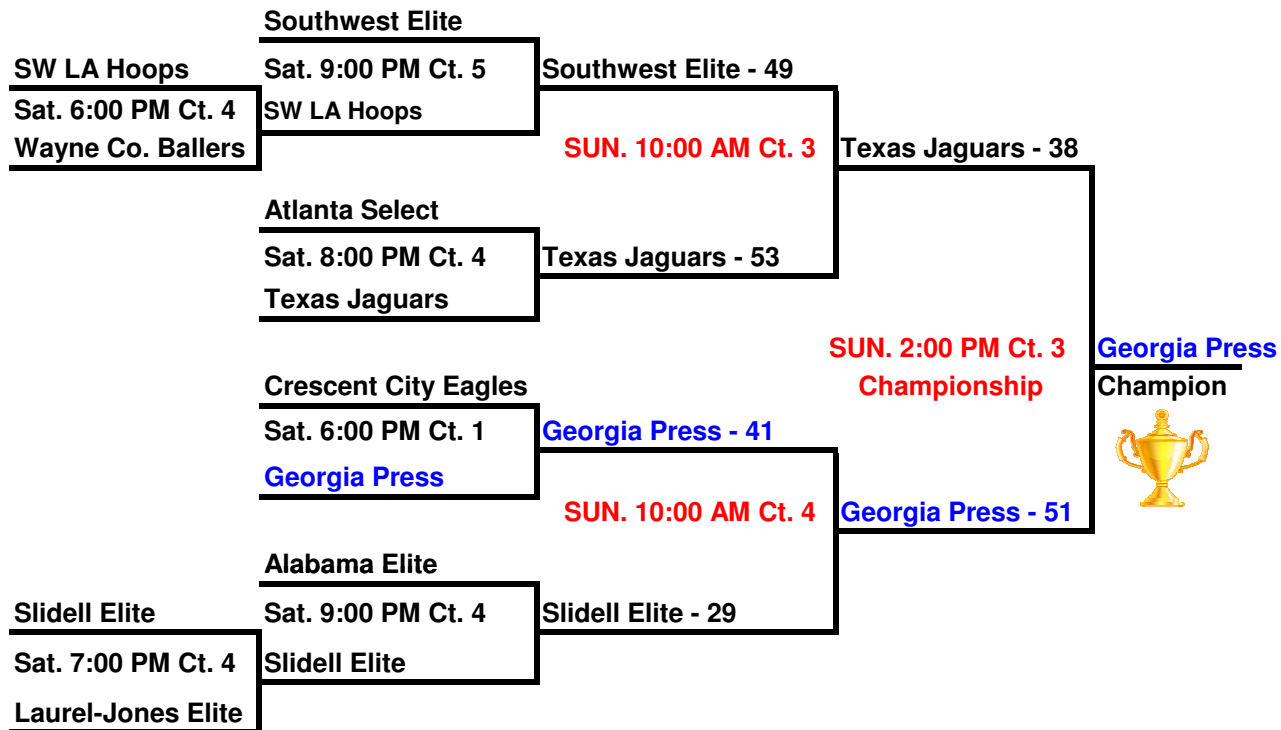 Southwest Elite
SW LA Hoops
Sat. 9:00 PM Ct. 5
Southwest Elite - 49
Sat. 6:00 PM Ct. 4
SW LA Hoops
Wayne Co. Ballers
SUN. 10:00 AM Ct. 3
Texas Jaguars - 38
Atlanta Select
Sat. 8:00 PM Ct. 4
Texas Jaguars - 53
Texas Jaguars
SUN. 2:00 PM Ct. 3
Georgia Press
Crescent City Eagles
Championship
Champion
Sat. 6:00 PM Ct. 1
Georgia Press - 41
Georgia Press
SUN. 10:00 AM Ct. 4
Georgia Press - 51
Alabama Elite
Slidell Elite
Sat. 9:00 PM Ct. 4
Slidell Elite - 29
Sat. 7:00 PM Ct. 4
Slidell Elite
Laurel-Jones Elite